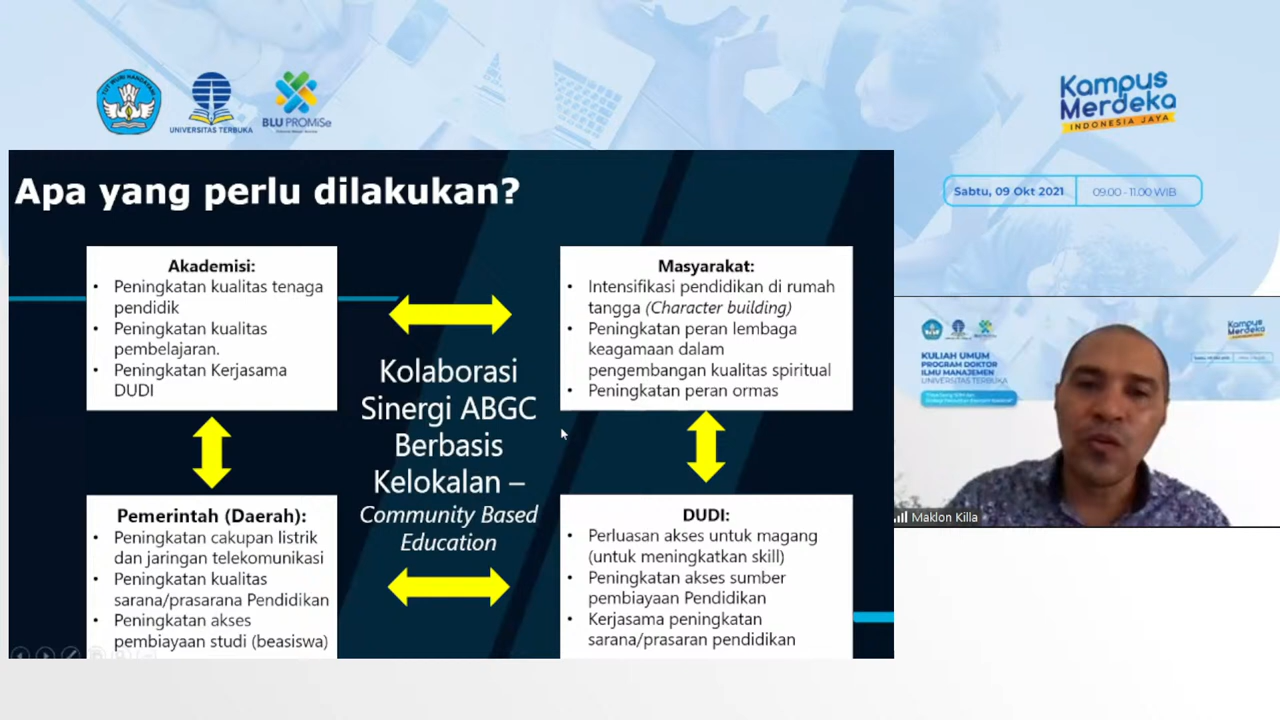 TUT WURI HANDAYANI
UNIVERSITAS TERBUKA
BLU PROMiSe
Kampus
Merdeka
INDONESIA JAYA
Sabtu, 09 Okt 2021
09.00 - 11.00 WIB
Apa yang perlu dilakukan?
Akademisi:
• Peningkatan kualitas tenaga
pendidik
• Peningkatan kualitas
pembelajaran.
• Peningkatan Kerjasama
DUDI
Masyarakat:
• Intensifikasi pendidikan di rumah
tangga (Character building)
• Peningkatan peran lembaga
keagamaan dalam
pengembangan kualitas spiritual
• Peningkatan peran ormas
Kolaborasi
Sinergi ABGC
Berbasis
Kelokalan –
Community Based
Education
Pemerintah (Daerah):
• Peningkatan cakupan listrik
dan jaringan telekomunikasi
• Peningkatan kualitas
sarana/prasarana Pendidikan
• Peningkatan akses
pembiayaan studi (beasiswa)
DUDI:
• Perluasan akses untuk magang
(untuk meningkatkan skill)
• Peningkatan akses sumber
pembiayaan Pendidikan
• Kerjasama peningkatan
sarana/prasaran pendidikan
Kampus
Merdeka
KULIAH UMUM
PROGRAM DOKTOR
ILMU MANAJEMEN
UNIVERSITAS TERBUKA
Maklon Killa